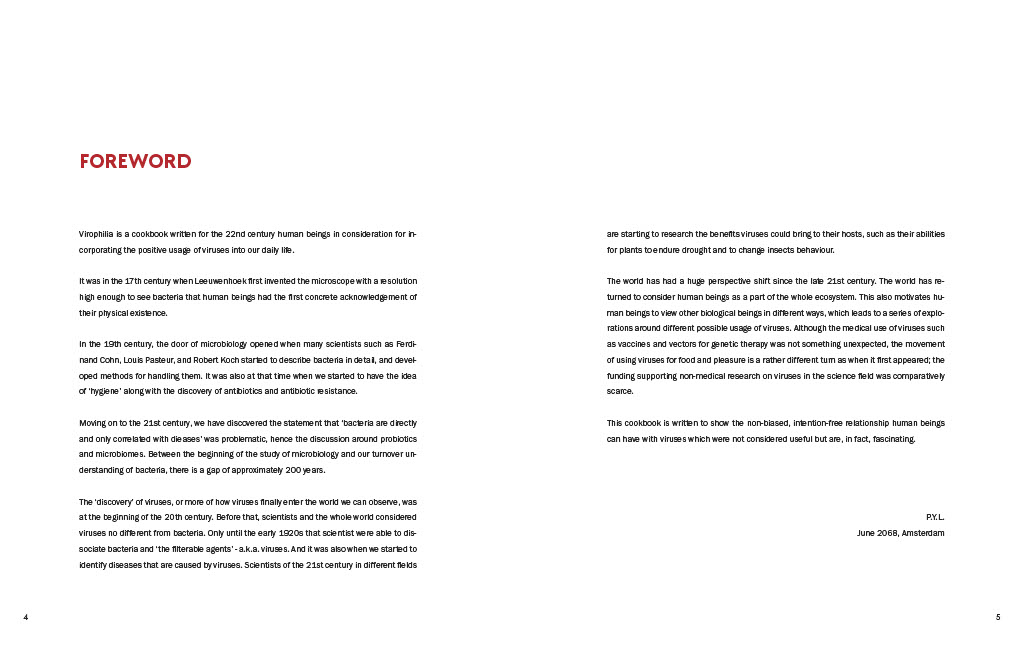 FOREWORD
Virophilia is a cookbook written for the 22nd century human beings in consideration for in-
corporating the positive usage of viruses into our daily life.
It was in the 17th century when Leeuwenhoek first invented the microscope with a resolution
high enough to see bacteria that human beings had the first concrete acknowledgement of
their physical existence.
In the 19th century, the door of microbiology opened when many scientists such as Ferdi-
nand Cohn, Louis Pasteur, and Robert Koch started to describe bacteria in detail, and devel-
oped methods for handling them. It was also at that time when we started to have the idea
of 'hygiene' along with the discovery of antibiotics and antibiotic resistance.
Moving on to the 21st century, we have discovered the statement that 'bacteria are directly
and only correlated with dieases' was problematic, hence the discussion around probiotics
and microbiomes. Between the beginning of the study of microbiology and our turnover un-
derstanding of bacteria, there is a gap of approximately 200 years.
The 'discovery' of viruses, or more of how viruses finally enter the world we can observe, was
at the beginning of the 20th century. Before that, scientists and the whole world considered
viruses no different from bacteria. Only until the early 1920s that scientist were able to dis-
sociate bacteria and 'the filterable agents' - a.k.a. viruses. And it was also when we started to
identify diseases that are caused by viruses. Scientists of the 21st century in different fields
are starting to research the benefits viruses could bring to their hosts, such as their abilities
for plants to endure drought and to change insects behaviour.
The world has had a huge perspective shift since the late 21st century. The world has re-
turned to consider human beings as a part of the whole ecosystem. This also motivates hu-
man beings to view other biological beings in different ways, which leads to a series of explo-
rations around different possible usage of viruses. Although the medical use of viruses such
as vaccines and vectors for genetic therapy was not something unexpected, the movement
of using viruses for food and pleasure is a rather different turn as when it first appeared; the
funding supporting non-medical research on viruses in the science field was comparatively
scarce.
This cookbook is written to show the non-biased, intention-free relationship human beings
can have with viruses which were not considered useful but are, in fact, fascinating.
P.Y.L.
June 2068, Amsterdam
4
5